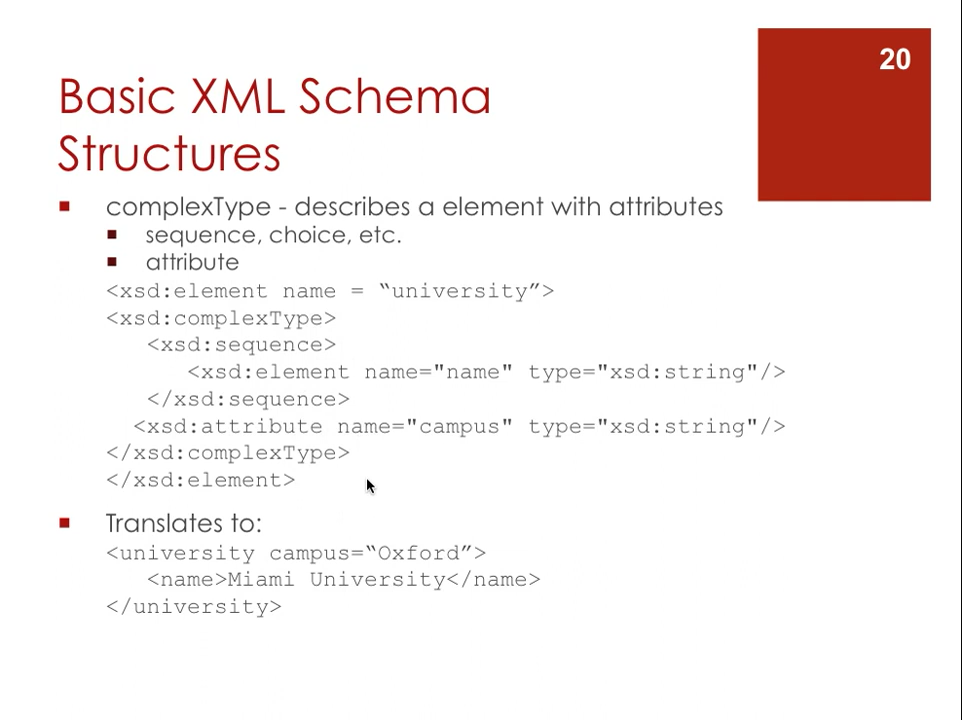 20
Basic XML Schema
Structures
complexType - describes a element with attributes
sequence, choice, etc.
attribute
<xsd:element name = “university”>
<xsd:complexType>
<xsd:sequence>
<xsd:element name="name" type="xsd:string"/>
</xsd:sequence>
<xsd:attribute name="campus" type="xsd:string"/>
</xsd:complexType>
</xsd:element>
Translates to:
<university campus=“Oxford”>
<name>Miami University</name>
</university>